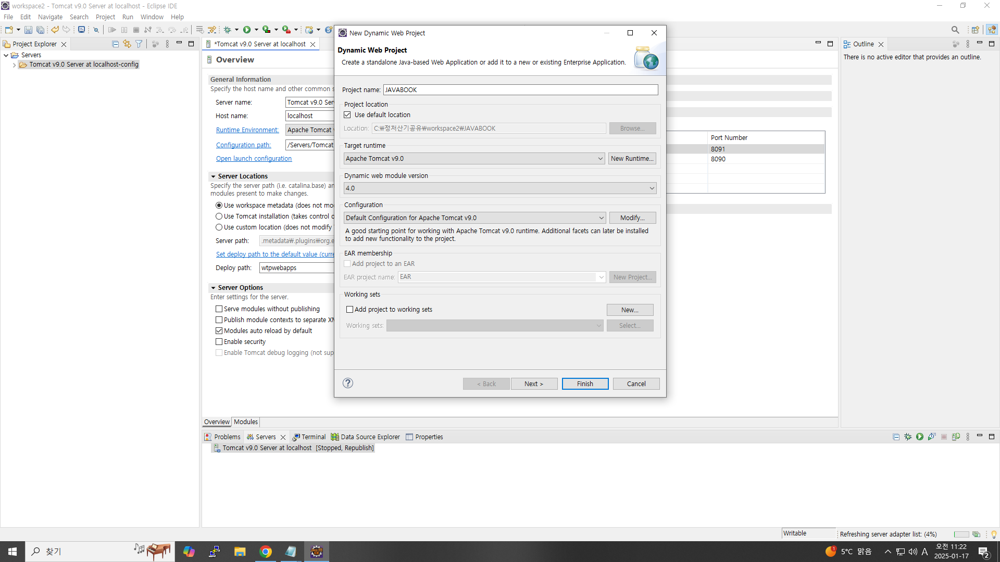 workspace2 - Tomcat v9.0 Server at localhost - Eclipse IDE
File Edit Navigate Search Project Run Window Help
Project Explorer
Servers
Tomcat v9.0 Server at localhost-config
*Tomcat v9.0 Server at localhost
Overview
General Information
Specify the host name and other common s
Server name: Tomcat v9.0 Ser
Host name: localhost
Runtime Environment: Apache Tomcat
Configuration path: /Servers/Tomcat
Open launch configuration
Server Locations
Specify the server path (i.e. catalina.base) an
modules present to make changes.
Use workspace metadata (does not mo
Use Tomcat installation (takes control o
Use custom location (does not modify
Server path: .metadata₩.plugins₩org.e
Set deploy path to the default value (curre
Deploy path: wtpwebapps
Server Options
Enter settings for the server.
Serve modules without publishing
Publish module contexts to separate XM
Modules auto reload by default
Enable security
Enable Tomcat debug logging (not sup
Overview Modules
New Dynamic Web Project
Dynamic Web Project
Create a standalone Java-based Web Application or add it to a new or existing Enterprise Application.
Project name: JAVABOOK
Project location
Use default location
Location: C:₩정처산기공유₩workspace2₩JAVABOOK Browse...
Target runtime
Apache Tomcat v9.0 New Runtime...
Dynamic web module version
4.0
Configuration
Default Configuration for Apache Tomcat v9.0 Modify...
A good starting point for working with Apache Tomcat v9.0 runtime. Additional facets can later be installed
to add new functionality to the project.
EAR membership
Add project to an EAR
EAR project name: EAR New Project...
Working sets
Add project to working sets New...
Working sets: Select...
? < Back Next > Finish Cancel
Port Number
8091
8090
Outline
There is no active editor that provides an outline.
Problems Servers Terminal Data Source Explorer Properties
Tomcat v9.0 Server at localhost [Stopped, Republish]
Writable Refreshing server adapter list: (4%)
찾기
1 5°C 맑음 A
오전 11:22
2025-01-17
2